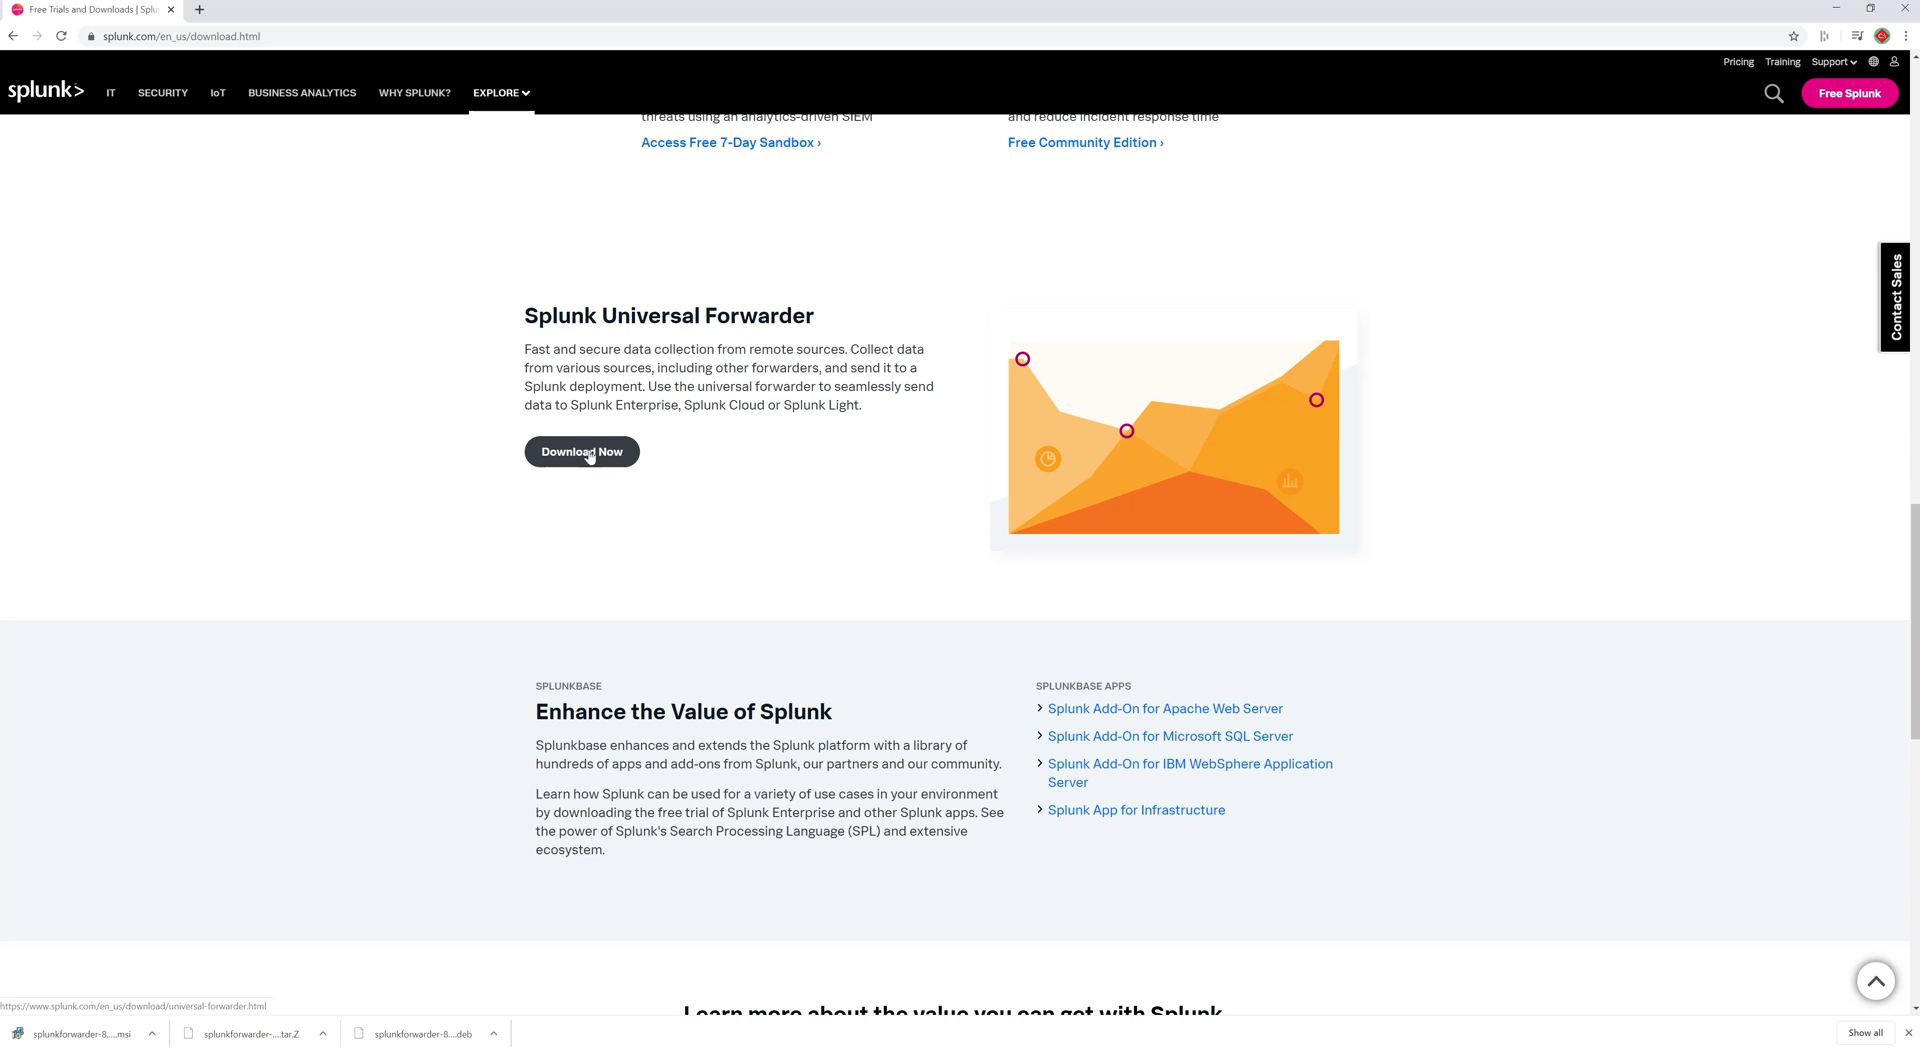 Free Trials and Downloads | Splu
splunk.com/en_us/download.html
Pricing Training Support
splunk> IT SECURITY IoT BUSINESS ANALYTICS WHY SPLUNK? EXPLORE Free Splunk
threats using an analytics-driven SIEM
and reduce incident response time
Access Free 7-Day Sandbox ›
Free Community Edition ›
Contact Sales
Splunk Universal Forwarder
Fast and secure data collection from remote sources. Collect data
from various sources, including other forwarders, and send it to a
Splunk deployment. Use the universal forwarder to seamlessly send
data to Splunk Enterprise, Splunk Cloud or Splunk Light.
Download Now
SPLUNKBASE
Enhance the Value of Splunk
Splunkbase enhances and extends the Splunk platform with a library of
hundreds of apps and add-ons from Splunk, our partners and our community.
Learn how Splunk can be used for a variety of use cases in your environment
by downloading the free trial of Splunk Enterprise and other Splunk apps. See
the power of Splunk's Search Processing Language (SPL) and extensive
ecosystem.
SPLUNKBASE APPS
Splunk Add-On for Apache Web Server
Splunk Add-On for Microsoft SQL Server
Splunk Add-On for IBM WebSphere Application
Server
Splunk App for Infrastructure
Learn more about the value you can get with Splunk
https://www.splunk.com/en_us/download/universal-forwarder.html
splunkforwarder-8.....msi splunkforwarder-....tar.Z splunkforwarder-8....deb Show all